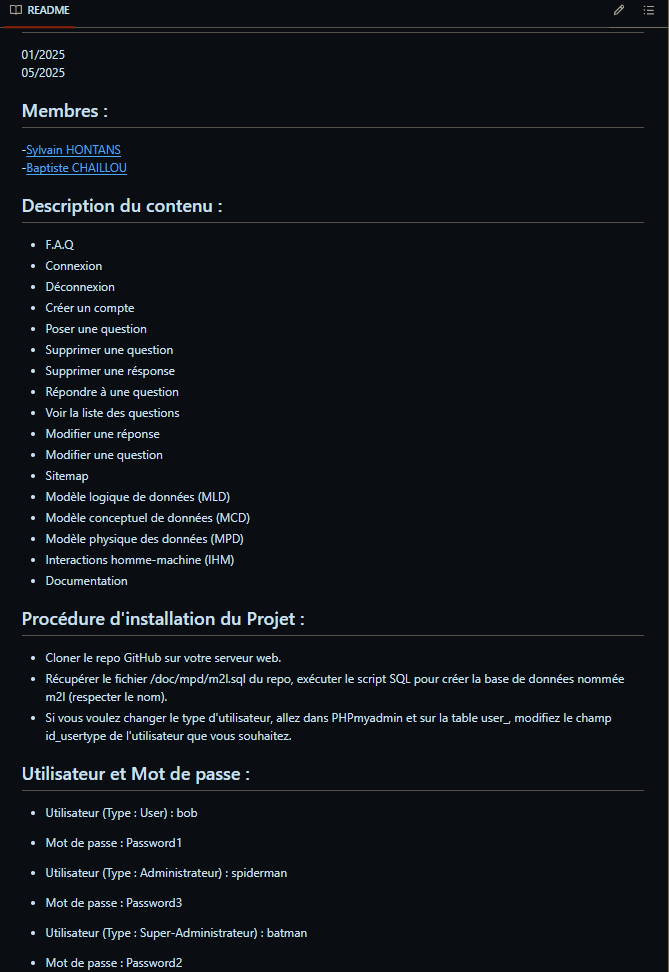 README
01/2025
05/2025
Membres :
-Sylvain HONTANS
-Baptiste CHAILLOU
Description du contenu :
• F.A.Q
• Connexion
• Déconnexion
• Créer un compte
• Poser une question
• Supprimer une question
• Supprimer une résponse
• Répondre à une question
• Voir la liste des questions
• Modifier une réponse
• Modifier une question
• Sitemap
• Modèle logique de données (MLD)
• Modèle conceptuel de données (MCD)
• Modèle physique des données (MPD)
• Interactions homme-machine (IHM)
• Documentation
Procédure d'installation du Projet :
• Cloner le repo GitHub sur votre serveur web.
• Récupérer le fichier /doc/mpd/m2l.sql du repo, exécuter le script SQL pour créer la base de données nommée
m2l (respecter le nom).
• Si vous voulez changer le type d'utilisateur, allez dans PHPmyadmin et sur la table user_, modifiez le champ
id_usertype de l'utilisateur que vous souhaitez.
Utilisateur et Mot de passe :
• Utilisateur (Type : User) : bob
• Mot de passe : Password1
• Utilisateur (Type : Administrateur) : spiderman
• Mot de passe : Password3
• Utilisateur (Type : Super-Administrateur) : batman
• Mot de passe : Password2